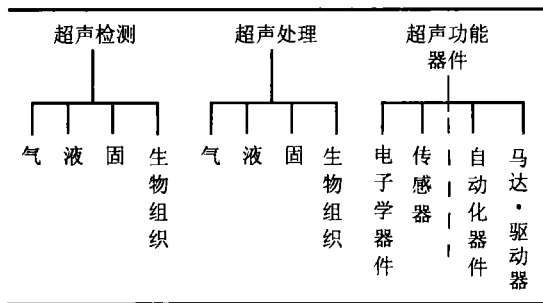 超声检测 超声处理 超声功能器件
气 液 固 生物组织 气 液 固 生物组织 电子学器件 传感器 自动化器件 马达·驱动器